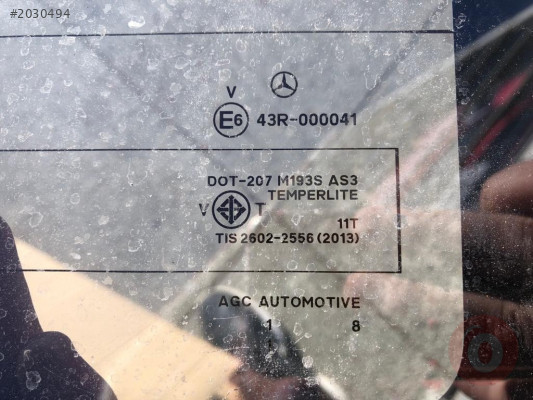 #2030494
V
E6 43R-000041
DOT-207 M193S AS3
TEMPERLITE
V T
11T
TIS 2602-2556 (2013)
AGC AUTOMOTIVE
1 8